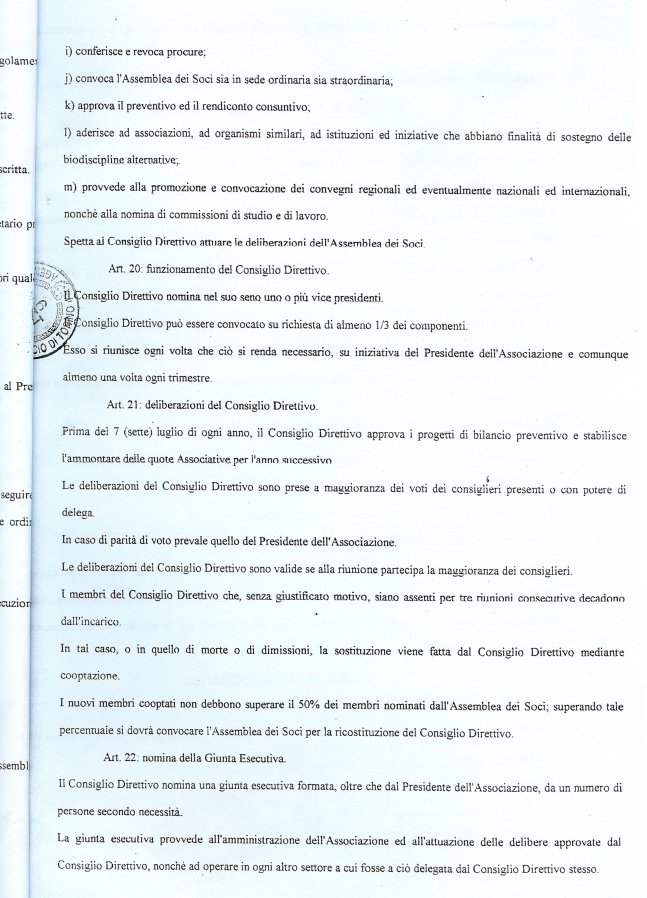 i) conferisce e revoca procure;
golamen
j) convoca l'Assemblea dei Soci sia in sede ordinaria sia straordinaria;
k) approva il preventivo ed il rendiconto consuntivo;
tte.
l) aderisce ad associazioni, ad organismi similari, ad istituzioni ed iniziative che abbiano finalità di sostegno delle
biodiscipline alternative;.
scritta.
m) provvede alla promozione e convocazione dei convegni regionali ed eventualmente nazionali ed internazionali,
nonchè alla nomina di commissioni di studio e di lavoro.
etario pr
Spetta al Consiglio Direttivo attuare le deliberazioni dell'Assemblea dei Soci.
Art. 20: funzionamento del Consiglio Direttivo.
ori qual
Il Consiglio Direttivo nomina nel suo seno uno o più vice presidenti.
Consiglio Direttivo può essere convocato su richiesta di almeno 1/3 dei componenti.
CIO DI TORINO
Esso si riunisce ogni volta che ciò si renda necessario, su iniziativa del Presidente dell'Associazione e comunque
almeno una volta ogni trimestre.
al Pre
Art. 21: deliberazioni del Consiglio Direttivo.
Prima del 7 (sette) luglio di ogni anno, il Consiglio Direttivo approva i progetti di bilancio preventivo e stabilisce
l'ammontare delle quote Associative per l'anno successivo
Le deliberazioni del Consiglio Direttivo sono prese a maggioranza dei voti dei consiglieri presenti o con potere di
seguire
delega.
e ordi
In caso di parità di voto prevale quello del Presidente dell'Associazione.
Le deliberazioni del Consiglio Direttivo sono valide se alla riunione partecipa la maggioranza dei consiglieri.
I membri del Consiglio Direttivo che, senza giustificato motivo, siano assenti per tre riunioni consecutive decadono
ecuzion
dall'incarico.
In tal caso, o in quello di morte o di dimissioni, la sostituzione viene fatta dal Consiglio Direttivo mediante
cooptazione.
I nuovi membri cooptati non debbono superare il 50% dei membri nominati dall'Assemblea dei Soci; superando tale
percentuale si dovrà convocare l'Assemblea dei Soci per la ricostituzione del Consiglio Direttivo.
Art. 22: nomina della Giunta Esecutiva.
ssembl
Il Consiglio Direttivo nomina una giunta esecutiva formata, oltre che dal Presidente dell'Associazione, da un numero di
persone secondo necessità.
La giunta esecutiva provvede all'amministrazione dell'Associazione ed all'attuazione delle delibere approvate dal
Consiglio Direttivo, nonchè ad operare in ogni altro settore a cui fosse a ciò delegata dal Consiglio Direttivo stesso.